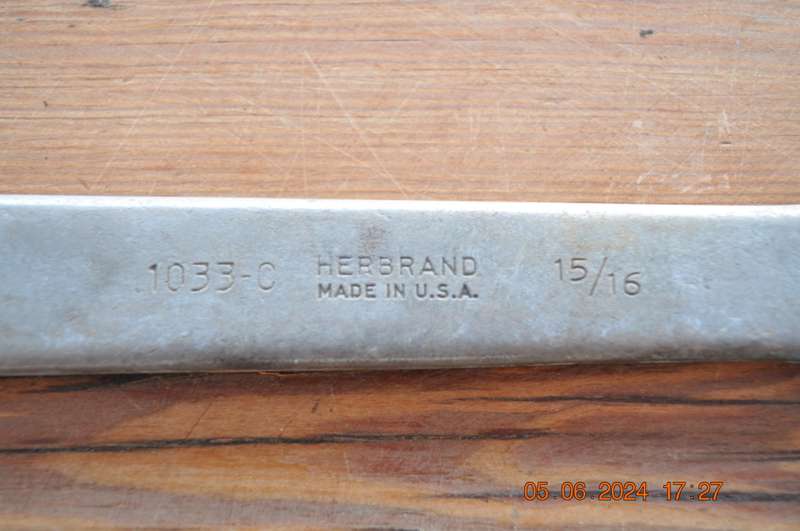 1033-C HERBRAND 15/16
MADE IN U.S.A.
05.06.2024 17:27